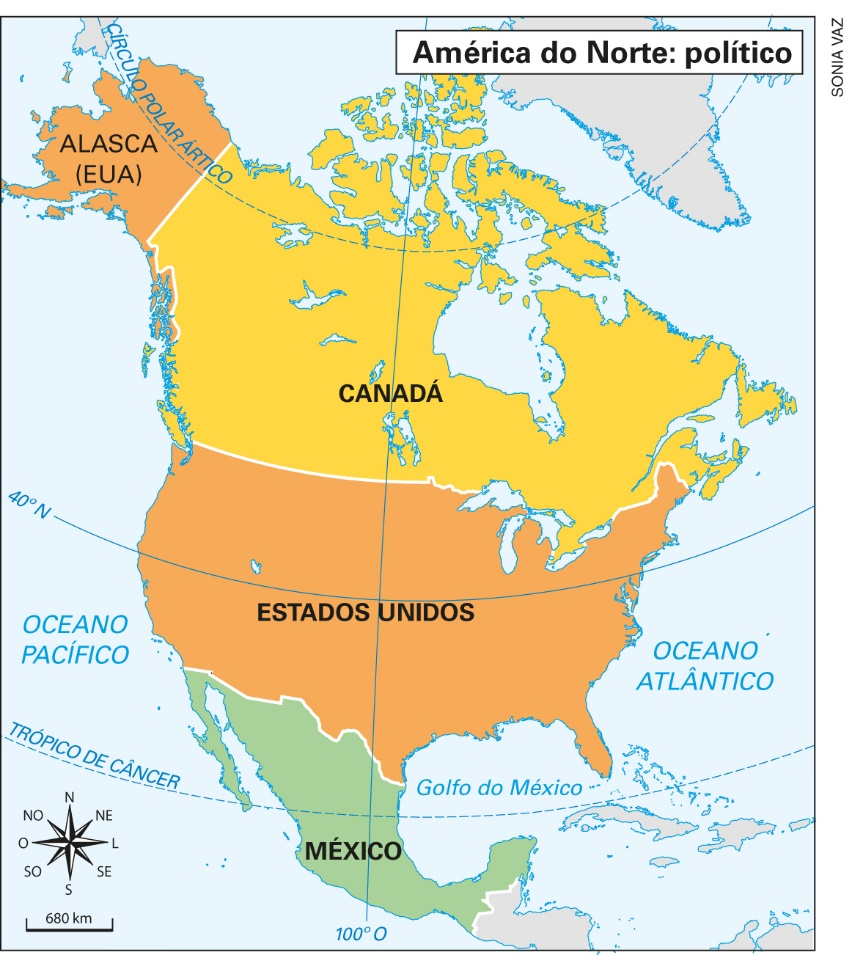 América do Norte: político
SONIA VAZ
CÍRCULO POLAR ÁRTICO
ALASCA
(EUA)
CANADÁ
40° N
ESTADOS UNIDOS
OCEANO
PACÍFICO
OCEANO
ATLÂNTICO
TRÓPICO DE CÂNCER
Golfo do México
N
NO
NE
O
L
SO
SE
S
MÉXICO
680 km
100° O